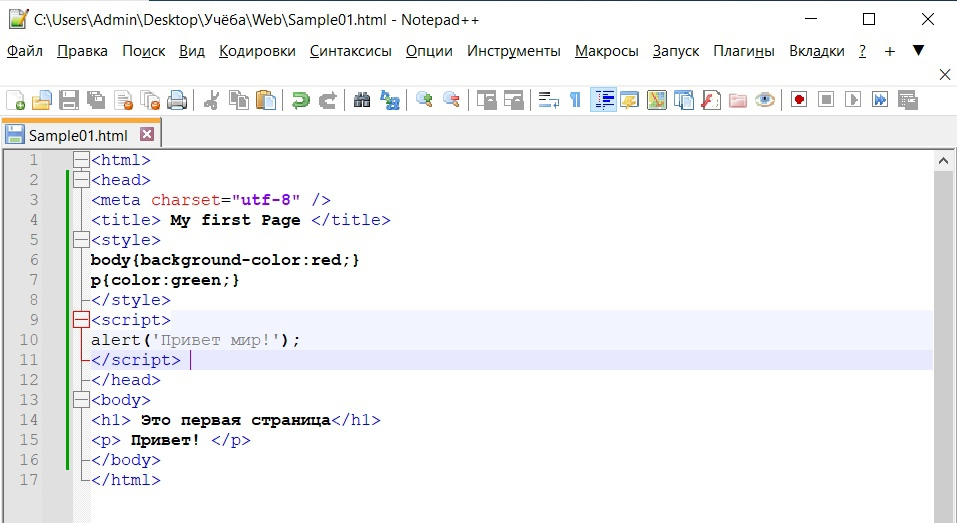 C:\Users\Admin\Desktop\Учёба\Web\Sample01.html - Notepad++
Файл Правка Поиск Вид Кодировки Синтаксисы Опции Инструменты Макросы Запуск Плагины Вкладки ? + ▼
Sample01.html
1 <html>
2 <head>
3 <meta charset="utf-8" />
4 <title> My first Page </title>
5 <style>
6 body{background-color:red;}
7 p{color:green;}
8 </style>
9 <script>
10 alert('Привет мир!');
11 </script>
12 </head>
13 <body>
14 <h1> Это первая страница</h1>
15 <p> Привет! </p>
16 </body>
17 </html>